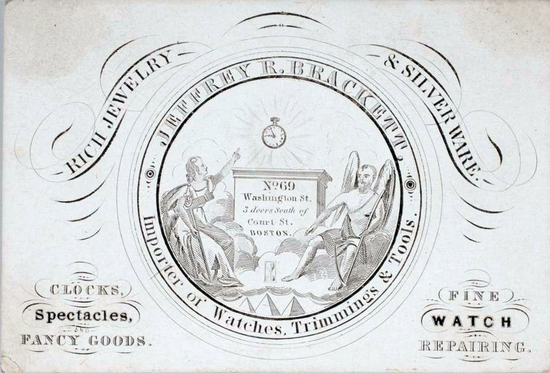 RICH JEWELRY
& SILVER WARE.
JEFFREY R. BRACKETT,
No 69
Washington St.
3 doors South of
Court St.
BOSTON.
Importer of Watches, Trimmings & Tools.
CLOCKS,
Spectacles,
AND
FANCY GOODS.
FINE
WATCH
REPAIRING.